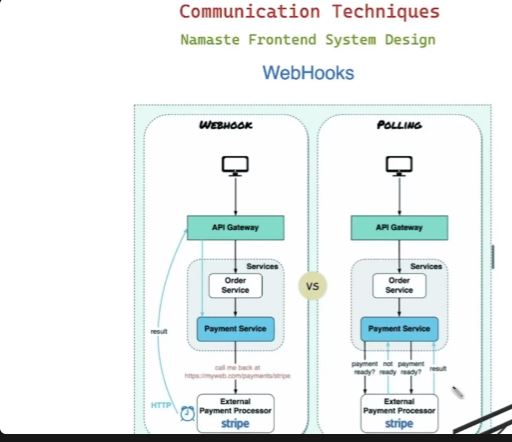 Communication Techniques
Namaste Frontend System Design
WebHooks
WEBHOOK
API Gateway
Services
Order
Service
Payment Service
result
call me back at
https://myweb.com/payments/stripe
HTTP
External
Payment Processor
stripe
VS
POLLING
API Gateway
Services
Order
Service
Payment Service
payment
ready?
not
ready
payment
ready?
result
External
Payment Processor
stripe